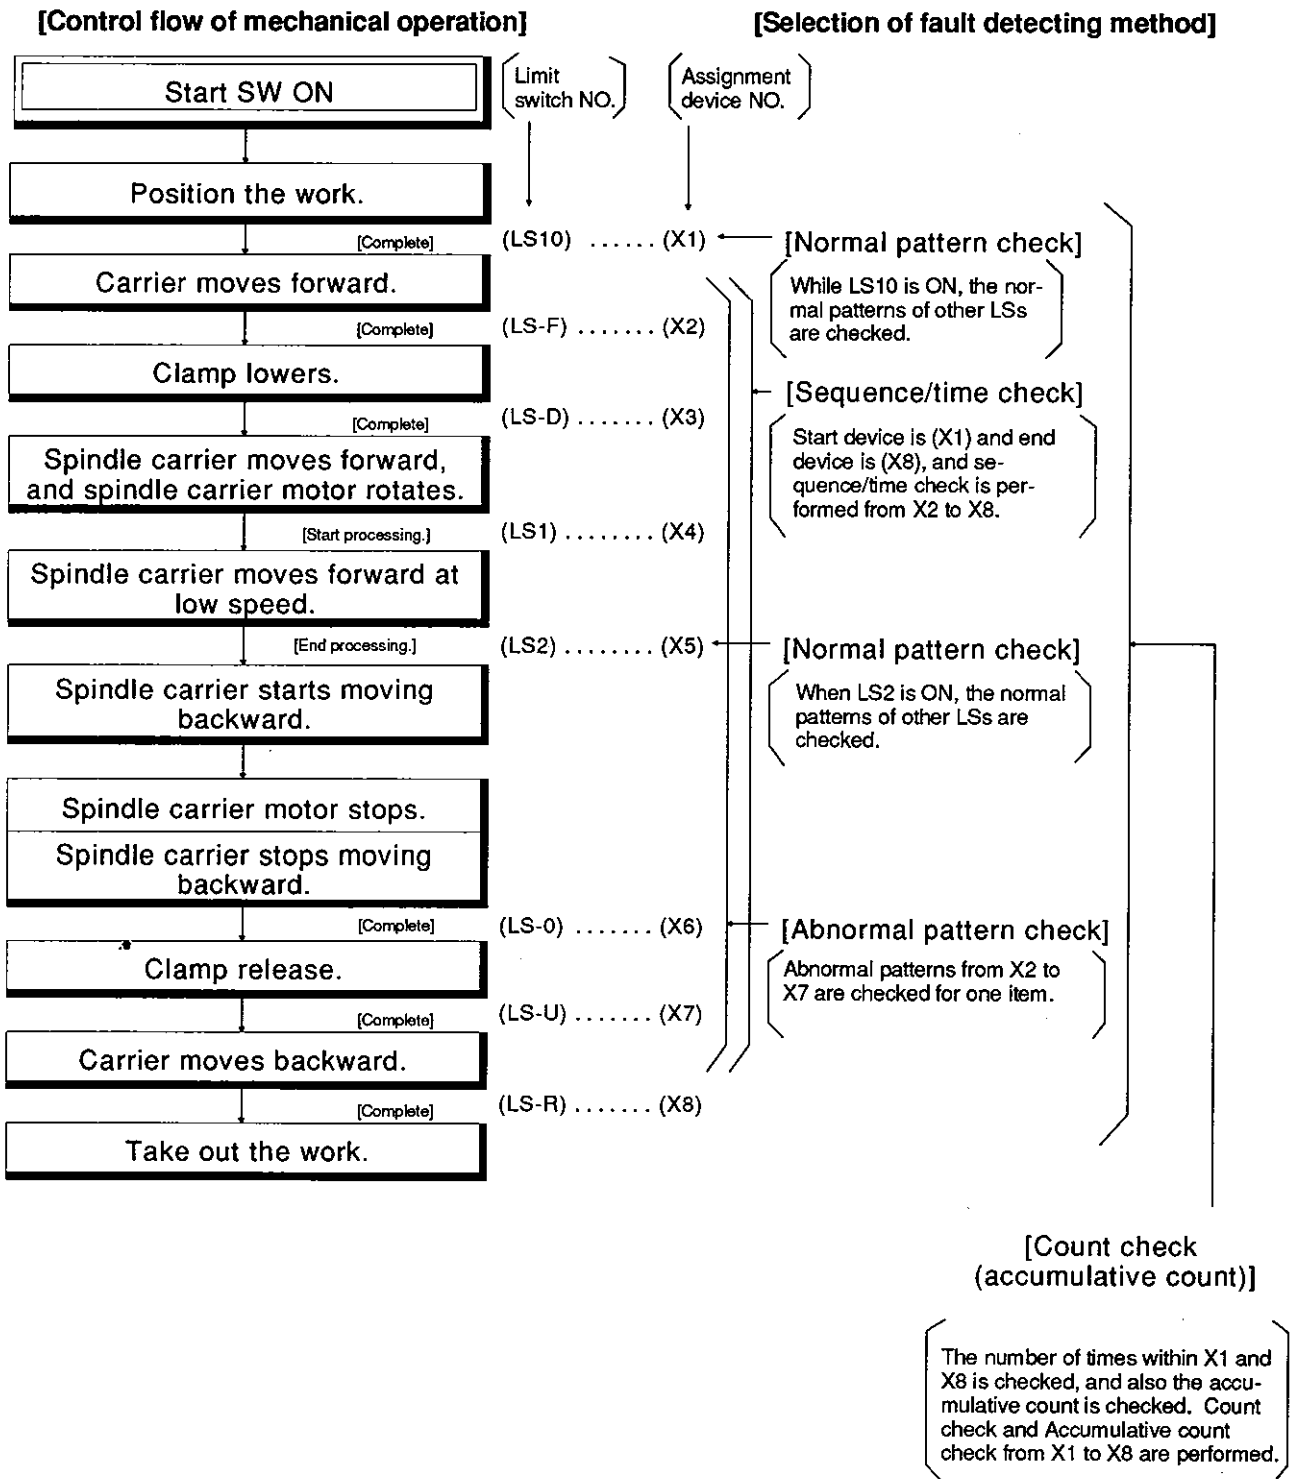 [Control flow of mechanical operation]
[Selection of fault detecting method]
Start SW ON
Limit
switch NO.
Assignment
device NO.
Position the work.
[Complete]
(LS10) ...... (X1)
[Normal pattern check]
While LS10 is ON, the nor-
mal patterns of other LSs
are checked.
Carrier moves forward.
[Complete]
(LS-F) ....... (X2)
Clamp lowers.
[Sequence/time check]
Start device is (X1) and end
device is (X8), and se-
quence/time check is per-
formed from X2 to X8.
[Complete]
(LS-D) ....... (X3)
Spindle carrier moves forward,
and spindle carrier motor rotates.
[Start processing.]
(LS1) ........ (X4)
Spindle carrier moves forward at
low speed.
[End processing.]
(LS2) ........ (X5)
[Normal pattern check]
When LS2 is ON, the normal
patterns of other LSs are
checked.
Spindle carrier starts moving
backward.
Spindle carrier motor stops.
Spindle carrier stops moving
backward.
[Complete]
(LS-0) ....... (X6)
[Abnormal pattern check]
Abnormal patterns from X2 to
X7 are checked for one item.
Clamp release.
[Complete]
(LS-U) ....... (X7)
Carrier moves backward.
[Complete]
(LS-R) ....... (X8)
Take out the work.
[Count check
(accumulative count)]
The number of times within X1 and
X8 is checked, and also the accu-
mulative count is checked. Count
check and Accumulative count
check from X1 to X8 are performed.